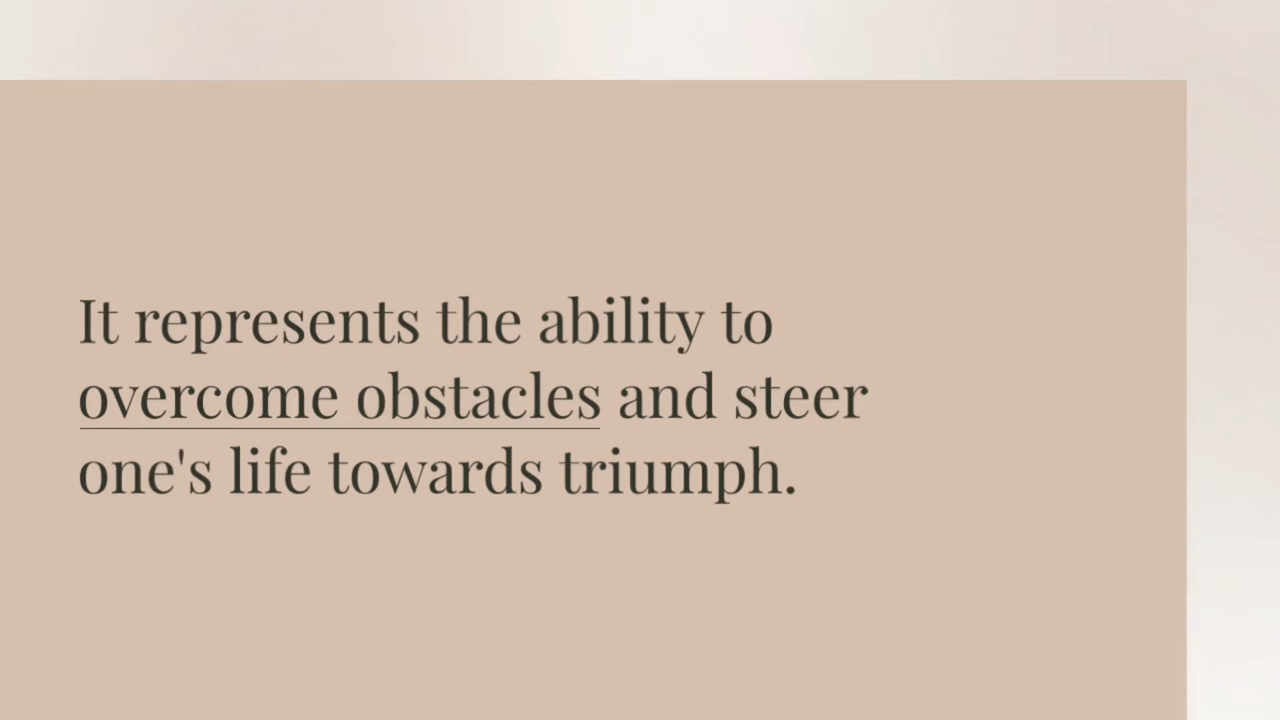 It represents the ability to
overcome obstacles and steer
one's life towards triumph.